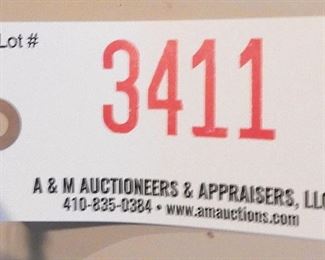 Lot #
3411
A & M AUCTIONEERS & APPRAISERS, LLC
410-835-0384 • www.amauctions.com